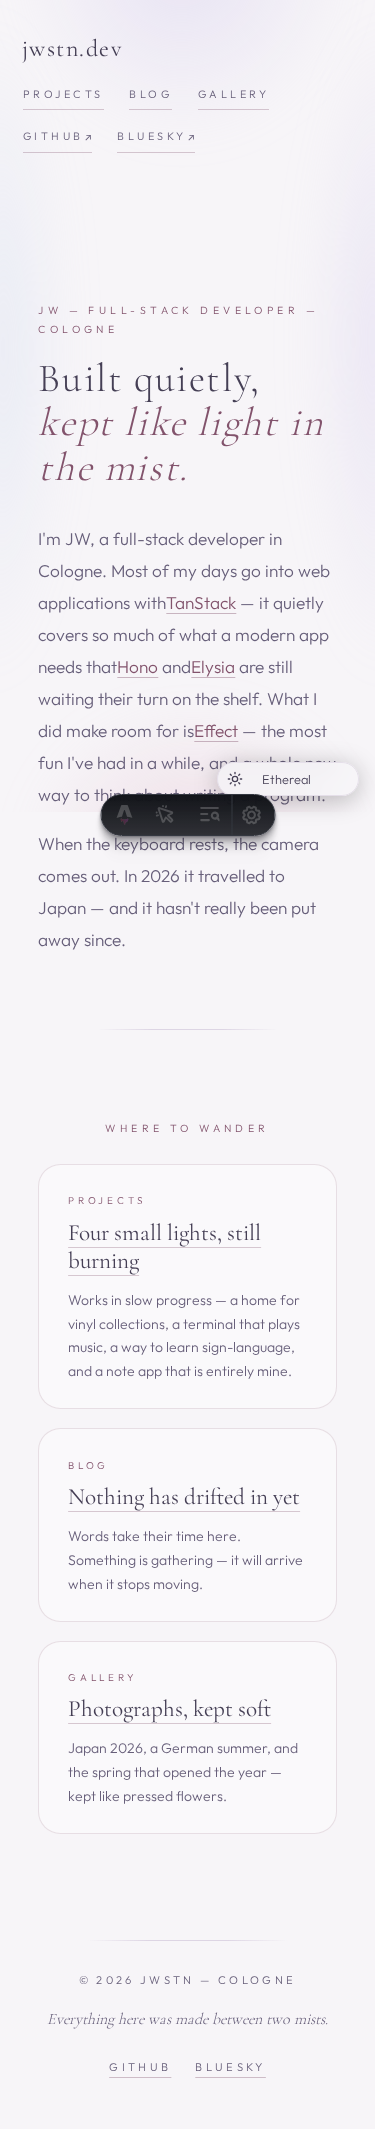 jwstn.dev
PROJECTS BLOG GALLERY
GITHUB↗ BLUESKY↗
JW — FULL-STACK DEVELOPER —
COLOGNE
Built quietly,
kept like light in
the mist.
I'm JW, a full-stack developer in
Cologne. Most of my days go into web
applications withTanStack — it quietly
covers so much of what a modern app
needs thatHono andElysia are still
waiting their turn on the shelf. What I
did make room for isEffect — the most
fun I've had in a while, and a whole new
Ethereal
way to think about writing a program.
When the keyboard rests, the camera
comes out. In 2026 it travelled to
Japan — and it hasn't really been put
away since.
WHERE TO WANDER
PROJECTS
Four small lights, still
burning
Works in slow progress — a home for
vinyl collections, a terminal that plays
music, a way to learn sign-language,
and a note app that is entirely mine.
BLOG
Nothing has drifted in yet
Words take their time here.
Something is gathering — it will arrive
when it stops moving.
GALLERY
Photographs, kept soft
Japan 2026, a German summer, and
the spring that opened the year —
kept like pressed flowers.
© 2026 JWSTN — COLOGNE
Everything here was made between two mists.
GITHUB BLUESKY